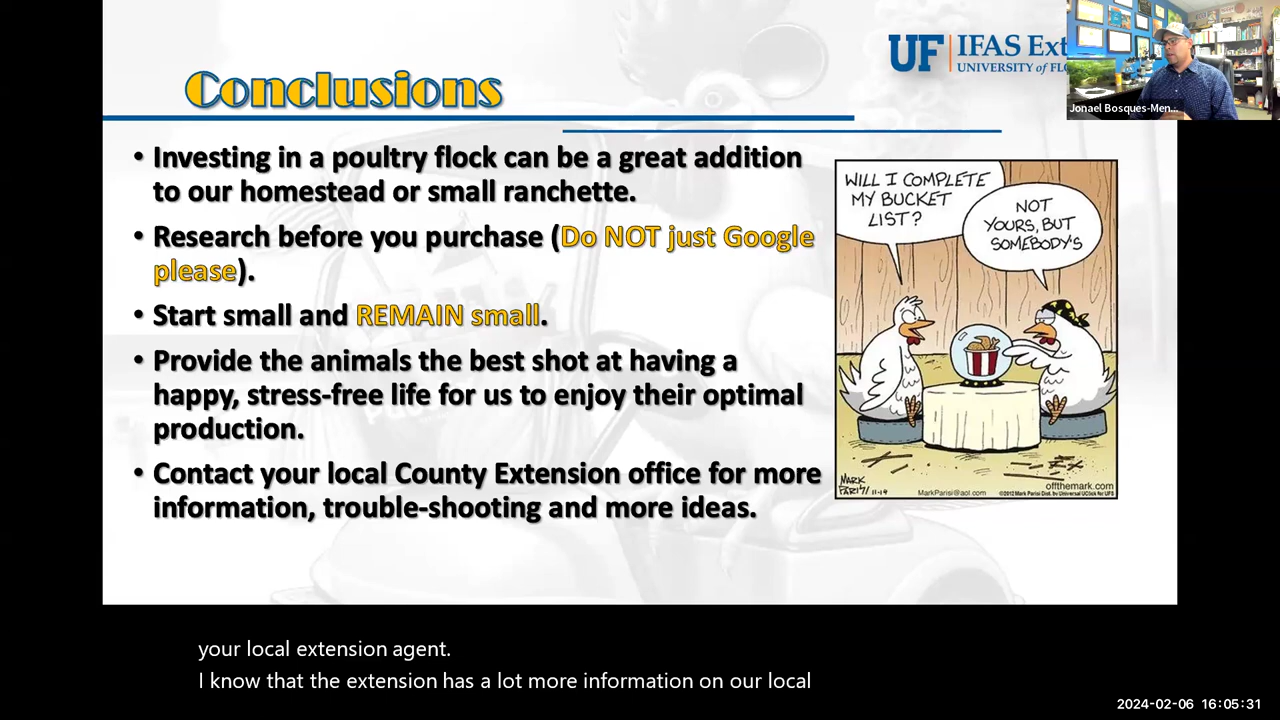 Conclusions
UF IFAS Ext
UNIVERSITY of FLO
Jonael Bosques-Men...
• Investing in a poultry flock can be a great addition
to our homestead or small ranchette.
• Research before you purchase (Do NOT just Google
please).
• Start small and REMAIN small.
• Provide the animals the best shot at having a
happy, stress-free life for us to enjoy their optimal
production.
• Contact your local County Extension office for more
information, trouble-shooting and more ideas.
WILL I COMPLETE
MY BUCKET
LIST?
NOT
YOURS, BUT
SOMEBODY'S
MARK
PARISI 11-19
MarkParisi@aol.com
offthemark.com
©2012 Mark Parisi Dist. by Universal UClick for UFS
your local extension agent.
I know that the extension has a lot more information on our local
2024-02-06 16:05:31